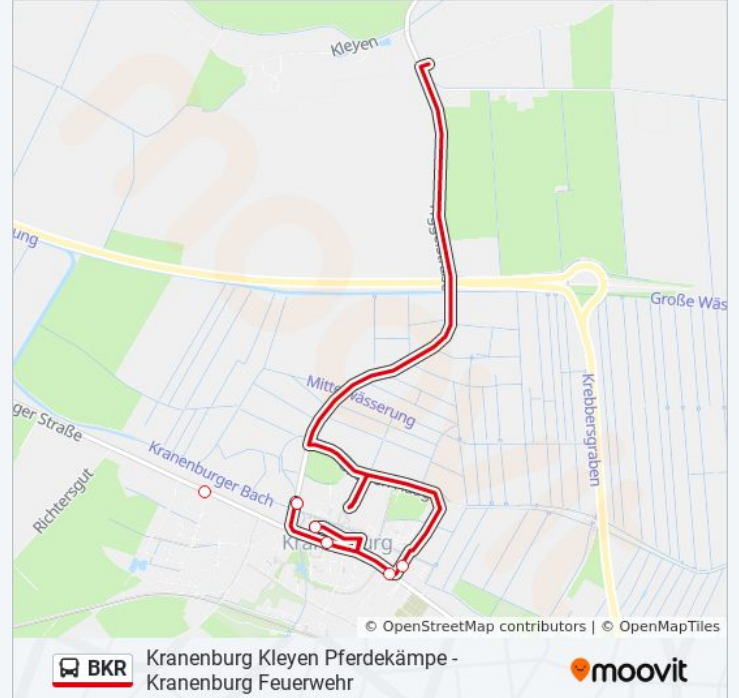 Kleyen
ung
Große Wäs
Mittelwässerung
Krebbersgraben
ger Straße
Kranenburger Bach
Richtersgut
Kranenburg
© OpenStreetMap contributors | © OpenMapTiles
BKR
Kranenburg Kleyen Pferdekämpe -
Kranenburg Feuerwehr
moovit